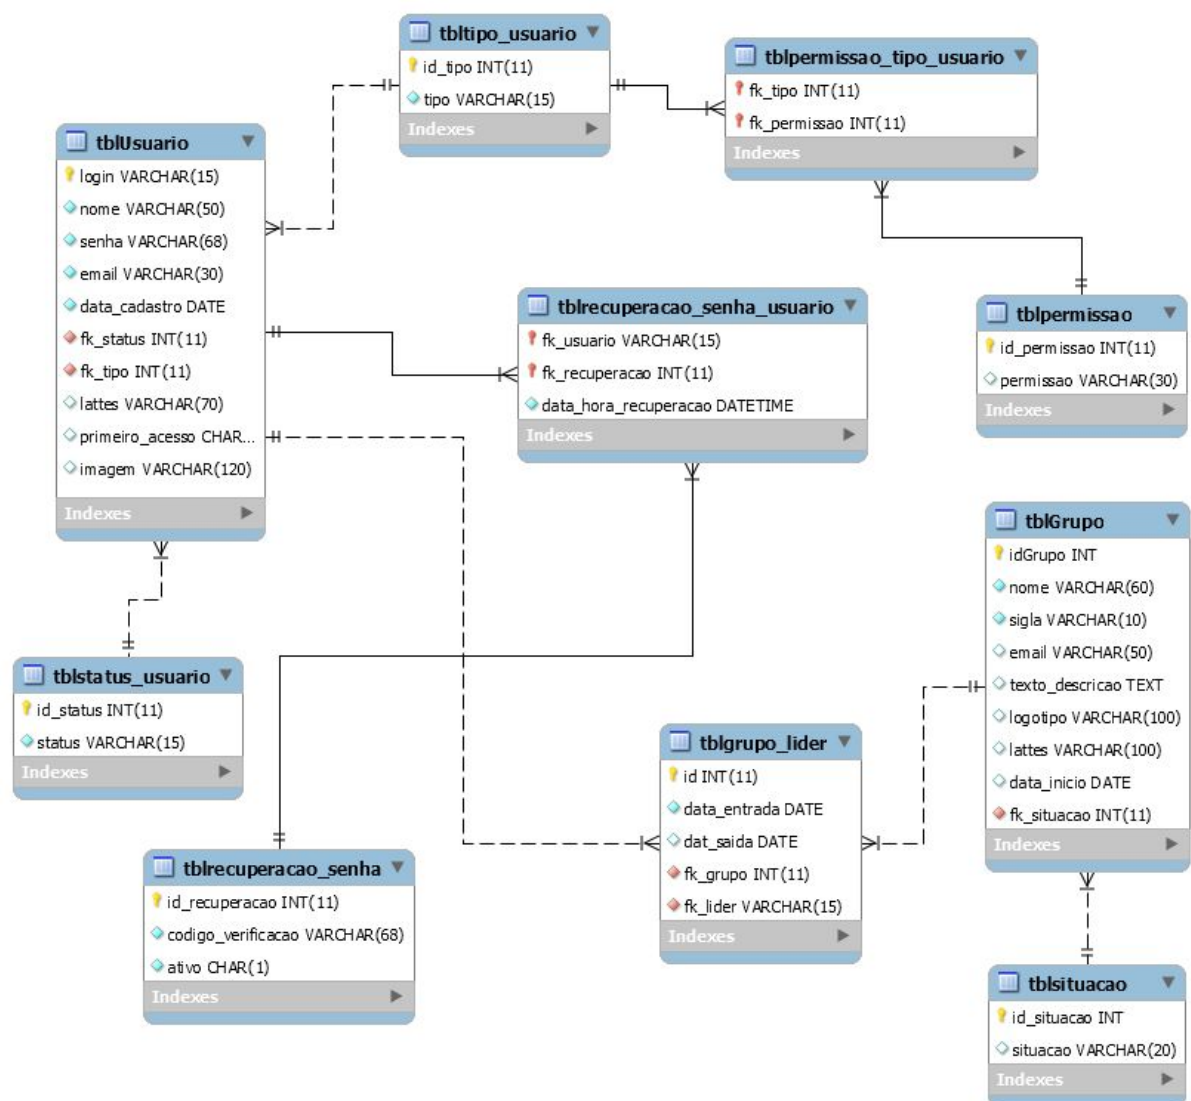 tbltipo_usuario
id_tipo INT(11)
tipo VARCHAR(15)
Indexes
tblpermissao_tipo_usuario
fk_tipo INT(11)
fk_permissao INT(11)
Indexes
tblUsuario
login VARCHAR(15)
nome VARCHAR(50)
senha VARCHAR(68)
email VARCHAR(30)
data_cadastro DATE
fk_status INT(11)
fk_tipo INT(11)
lattes VARCHAR(70)
primeiro_acesso CHAR...
imagem VARCHAR(120)
Indexes
tblrecuperacao_senha_usuario
fk_usuario VARCHAR(15)
fk_recuperacao INT(11)
data_hora_recuperacao DATETIME
Indexes
tblpermissao
id_permissao INT(11)
permissao VARCHAR(30)
Indexes
tblGrupo
idGrupo INT
nome VARCHAR(60)
sigla VARCHAR(10)
email VARCHAR(50)
texto_descricao TEXT
logotipo VARCHAR(100)
lattes VARCHAR(100)
data_inicio DATE
fk_situacao INT(11)
Indexes
tblstatus_usuario
id_status INT(11)
status VARCHAR(15)
Indexes
tblgrupo_lider
id INT(11)
data_entrada DATE
dat_saida DATE
fk_grupo INT(11)
fk_lider VARCHAR(15)
Indexes
tblrecuperacao_senha
id_recuperacao INT(11)
codigo_verificacao VARCHAR(68)
ativo CHAR(1)
Indexes
tblsituacao
id_situacao INT
situacao VARCHAR(20)
Indexes